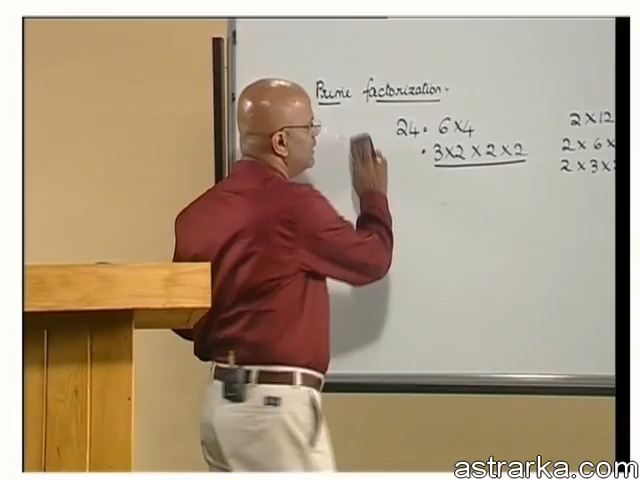 Prime factorization.
24 = 6 x 4
= 3 x 2 x 2 x 2
2 x 12
2 x 6 x
2 x 3 x
astrarka.com